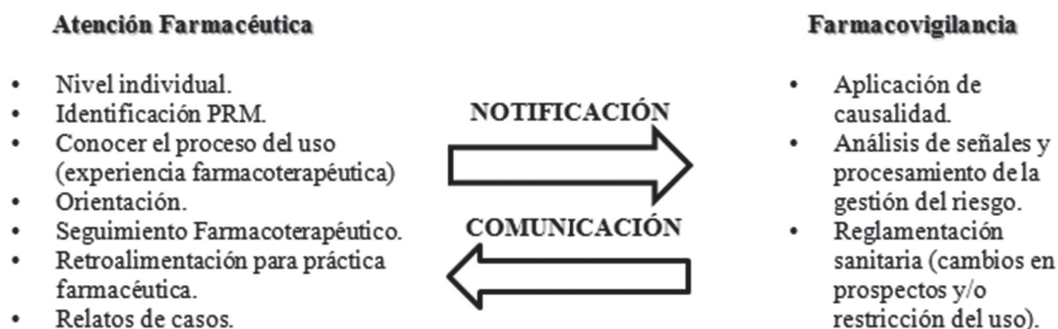 Atención Farmacéutica
• Nivel individual.
• Identificación PRM.
• Conocer el proceso del uso
(experiencia farmacoterapéutica)
• Orientación.
• Seguimiento Farmacoterapéutico.
• Retroalimentación para práctica
farmacéutica.
• Relatos de casos.
NOTIFICACIÓN
COMUNICACIÓN
Farmacovigilancia
• Aplicación de
causalidad.
• Análisis de señales y
procesamiento de la
gestión del riesgo.
• Reglamentación
sanitaria (cambios en
prospectos y/o
restricción del uso).